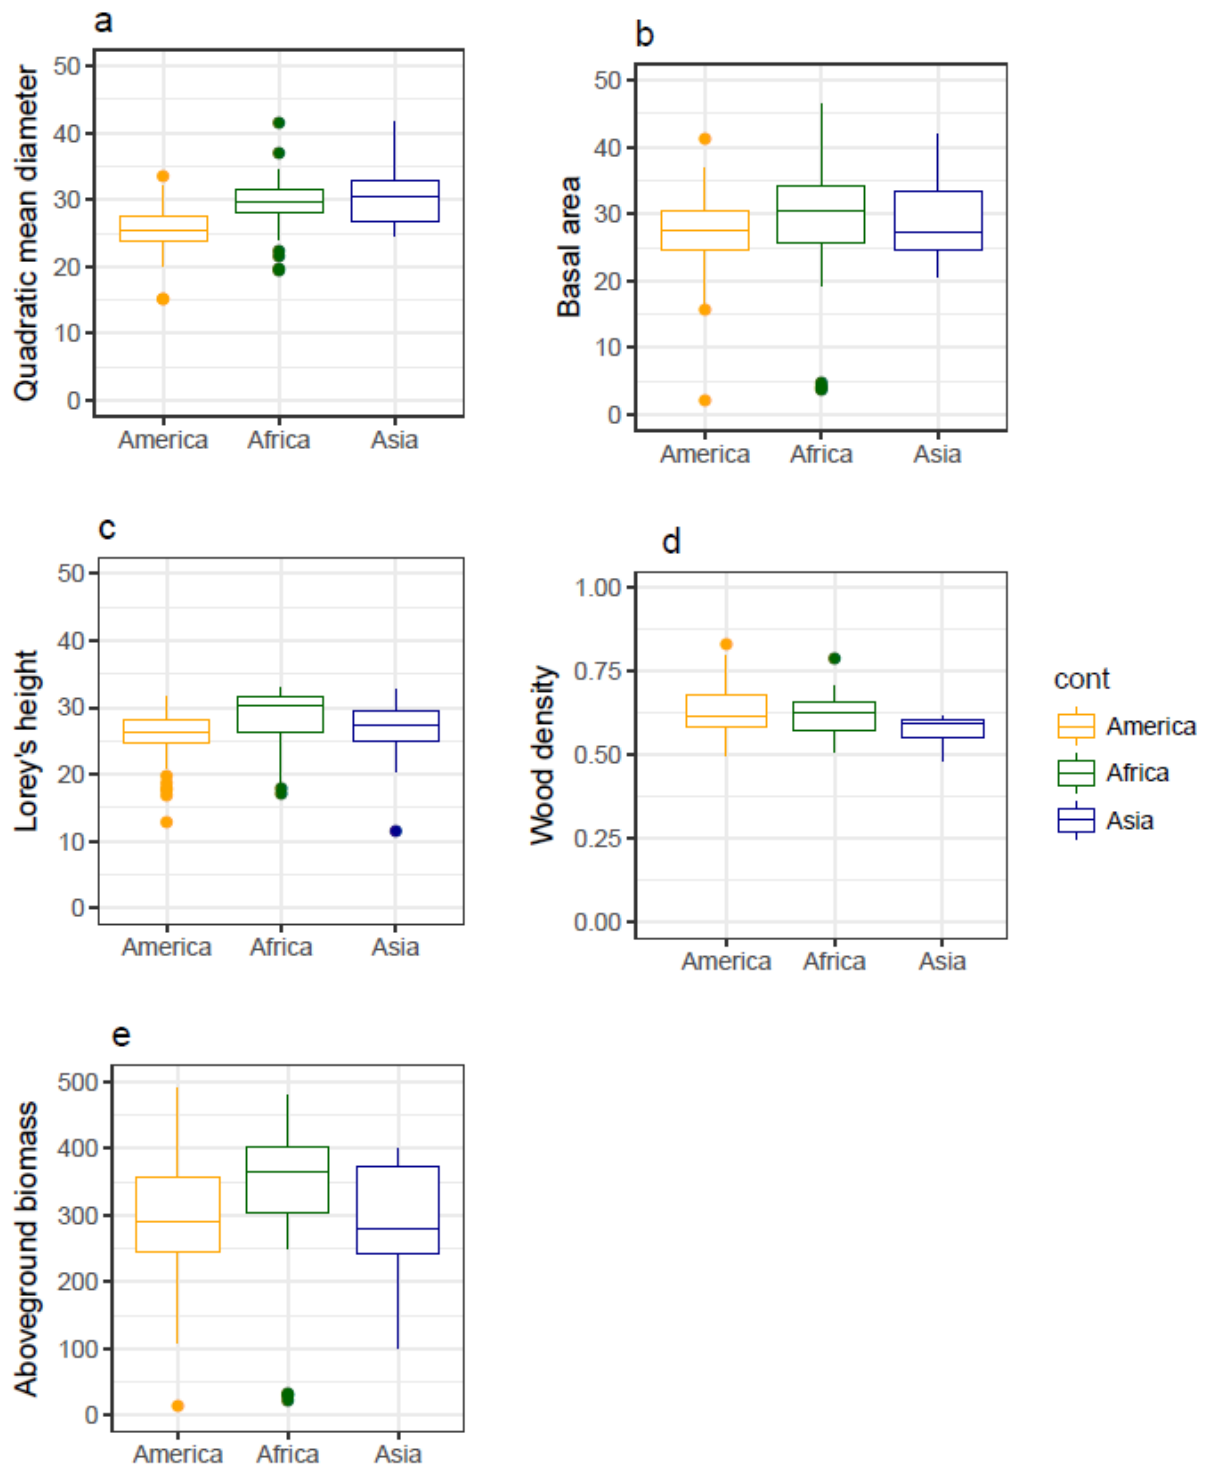 a
Quadratic mean diameter
50
40
30
20
10
0
America Africa Asia
b
Basal area
50
40
30
20
10
0
America Africa Asia
c
Lorey's height
50
40
30
20
10
0
America Africa Asia
d
Wood density
1.00
0.75
0.50
0.25
0.00
America Africa Asia
cont
America
Africa
Asia
e
Aboveground biomass
500
400
300
200
100
0
America Africa Asia